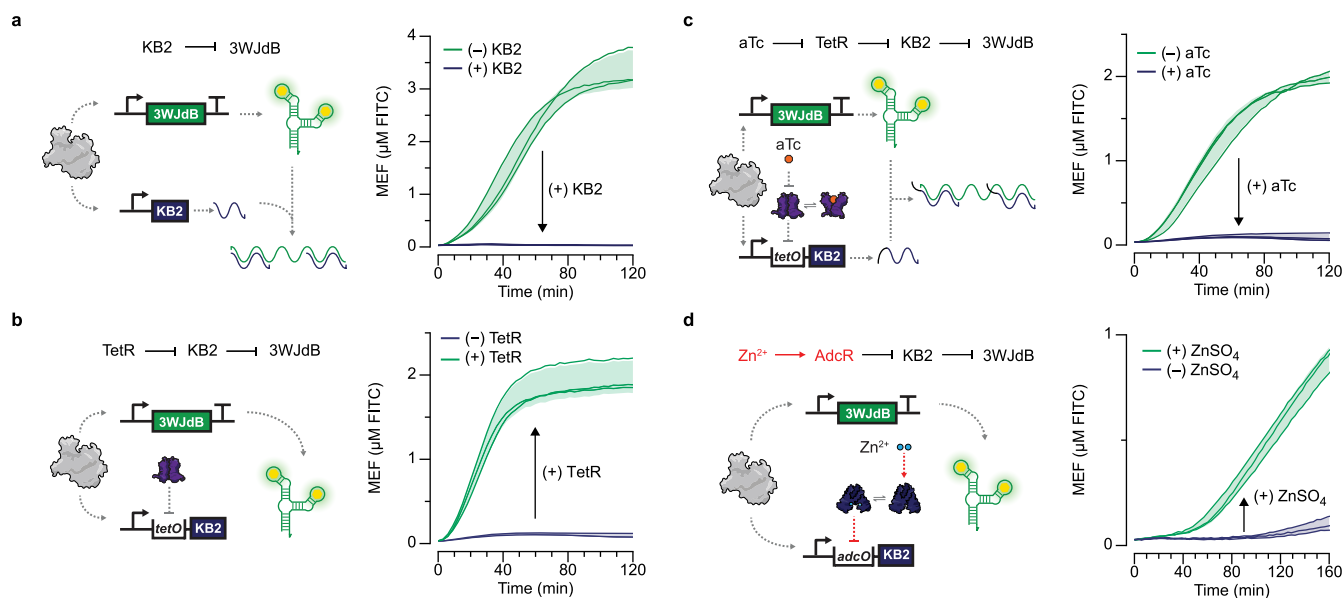 a
KB2 3WJdB
3WJdB
KB2
MEF (µM FITC)
4
3
2
1
0
(−) KB2
(+) KB2
(+) KB2
0 40 80 120
Time (min)
b
TetR KB2 3WJdB
3WJdB
tetO KB2
MEF (µM FITC)
2
1
0
(−) TetR
(+) TetR
(+) TetR
0 40 80 120
Time (min)
c
aTc TetR KB2 3WJdB
3WJdB
aTc
tetO KB2
MEF (µM FITC)
2
1
0
(−) aTc
(+) aTc
(+) aTc
0 40 80 120
Time (min)
d
Zn²⁺ AdcR KB2 3WJdB
3WJdB
Zn²⁺
adcO KB2
MEF (µM FITC)
1
0
(+) ZnSO₄
(−) ZnSO₄
(+) ZnSO₄
0 40 80 120 160
Time (min)